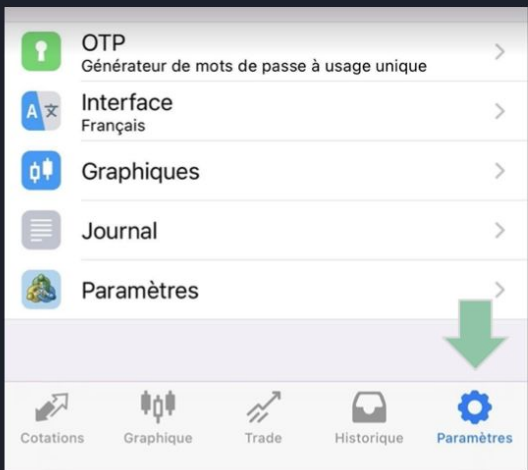 OTP
Générateur de mots de passe à usage unique
Interface
Français
Graphiques
Journal
Paramètres
Cotations Graphique Trade Historique Paramètres